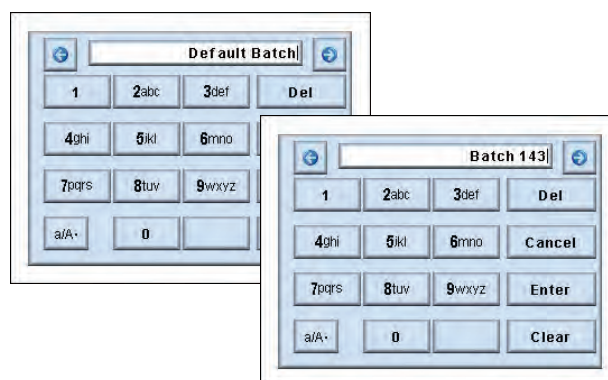 Default Batch
1 2abc 3def Del
4ghi 5jkl 6mno
7pqrs 8tuv 9wxyz
a/A·
0
Batch 143
1 2abc 3def Del
4ghi 5jkl 6mno Cancel
7pqrs 8tuv 9wxyz Enter
a/A· 0 Clear